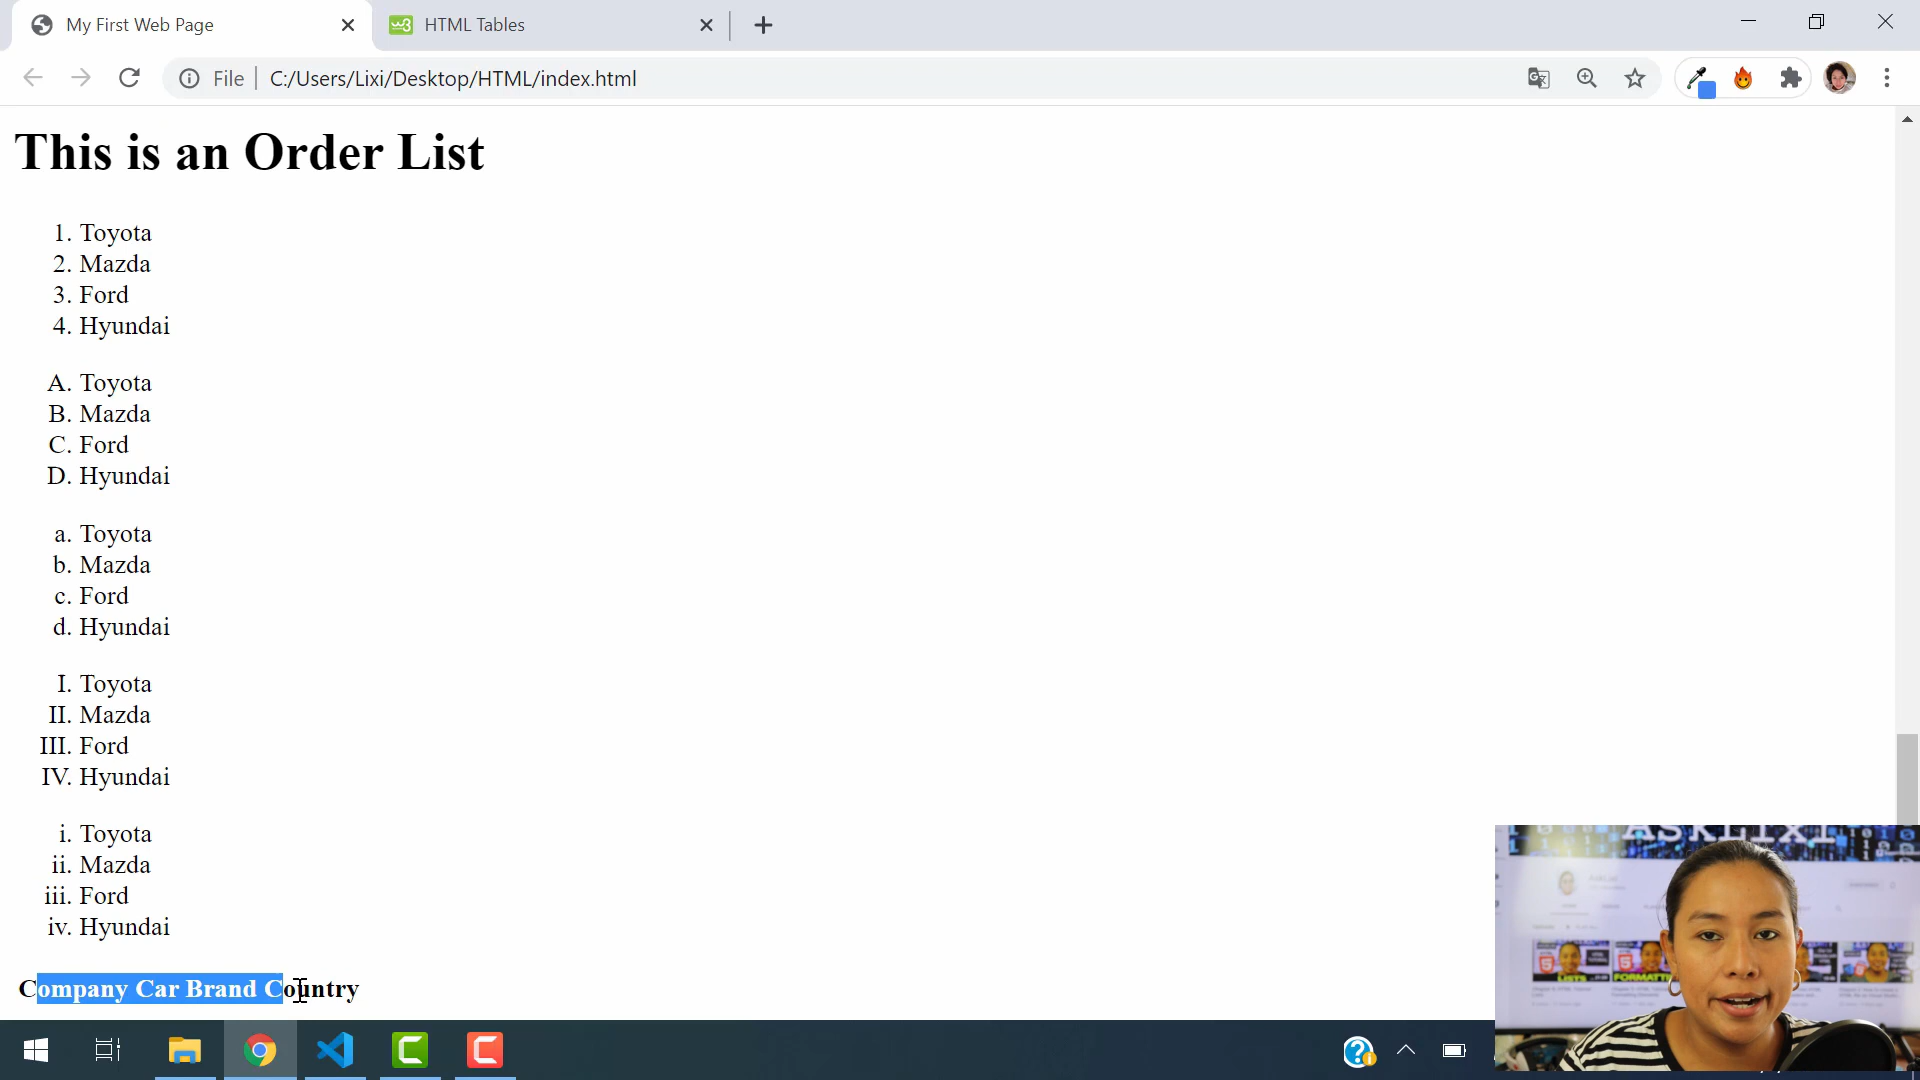 My First Web Page
HTML Tables
File
C:/Users/Lixi/Desktop/HTML/index.html
This is an Order List
1. Toyota
2. Mazda
3. Ford
4. Hyundai
A. Toyota
B. Mazda
C. Ford
D. Hyundai
a. Toyota
b. Mazda
c. Ford
d. Hyundai
I. Toyota
II. Mazda
III. Ford
IV. Hyundai
i. Toyota
ii. Mazda
iii. Ford
iv. Hyundai
Company Car Brand Country
ASKLIXI